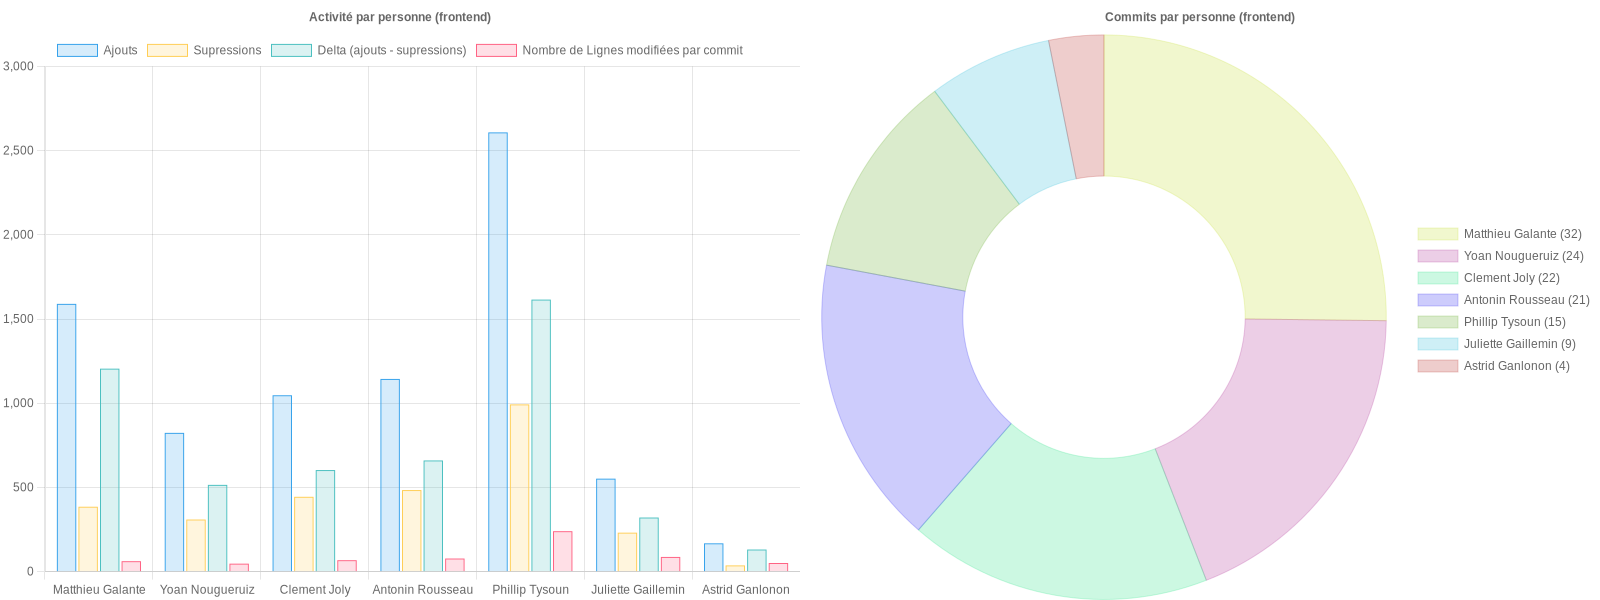 Activité par personne (frontend)
Ajouts
Supressions
Delta (ajouts - supressions)
Nombre de Lignes modifiées par commit
3,000
2,500
2,000
1,500
1,000
500
0
Matthieu Galante
Yoan Nougueruiz
Clement Joly
Antonin Rousseau
Phillip Tysoun
Juliette Gaillemin
Astrid Ganlonon
Commits par personne (frontend)
Matthieu Galante (32)
Yoan Nougueruiz (24)
Clement Joly (22)
Antonin Rousseau (21)
Phillip Tysoun (15)
Juliette Gaillemin (9)
Astrid Ganlonon (4)